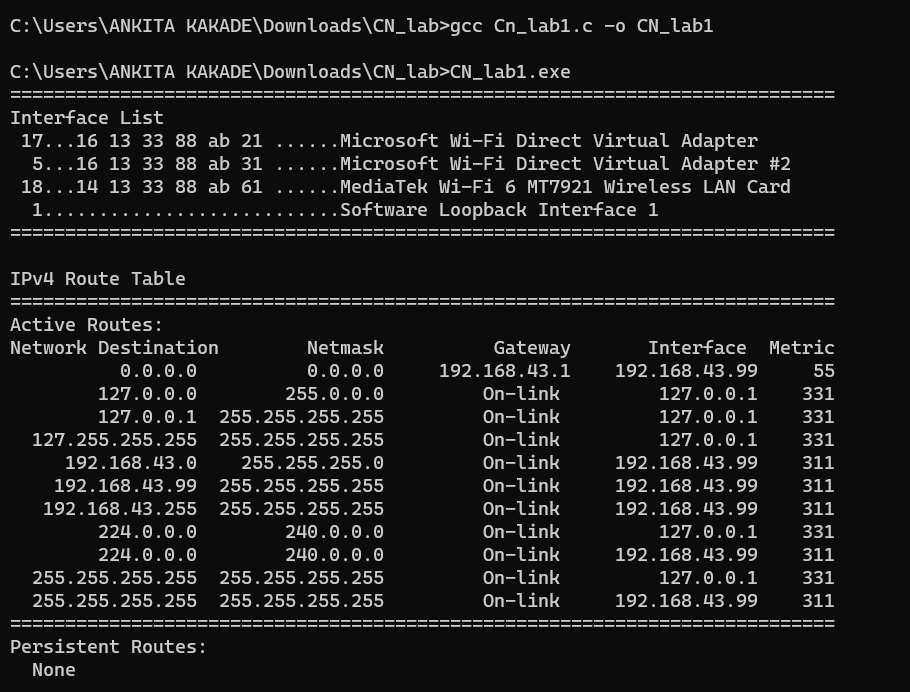 C:\Users\ANKITA KAKADE\Downloads\CN_lab>gcc Cn_lab1.c -o CN_lab1

C:\Users\ANKITA KAKADE\Downloads\CN_lab>CN_lab1.exe
===========================================================================
Interface List
 17...16 13 33 88 ab 21 ......Microsoft Wi-Fi Direct Virtual Adapter
  5...16 13 33 88 ab 31 ......Microsoft Wi-Fi Direct Virtual Adapter #2
 18...14 13 33 88 ab 61 ......MediaTek Wi-Fi 6 MT7921 Wireless LAN Card
  1...........................Software Loopback Interface 1
===========================================================================

IPv4 Route Table
===========================================================================
Active Routes:
Network Destination        Netmask          Gateway       Interface  Metric
          0.0.0.0          0.0.0.0     192.168.43.1    192.168.43.99     55
        127.0.0.0        255.0.0.0         On-link         127.0.0.1    331
        127.0.0.1  255.255.255.255         On-link         127.0.0.1    331
  127.255.255.255  255.255.255.255         On-link         127.0.0.1    331
     192.168.43.0    255.255.255.0         On-link     192.168.43.99    311
    192.168.43.99  255.255.255.255         On-link     192.168.43.99    311
   192.168.43.255  255.255.255.255         On-link     192.168.43.99    311
        224.0.0.0        240.0.0.0         On-link         127.0.0.1    331
        224.0.0.0        240.0.0.0         On-link     192.168.43.99    311
  255.255.255.255  255.255.255.255         On-link         127.0.0.1    331
  255.255.255.255  255.255.255.255         On-link     192.168.43.99    311
===========================================================================
Persistent Routes:
  None